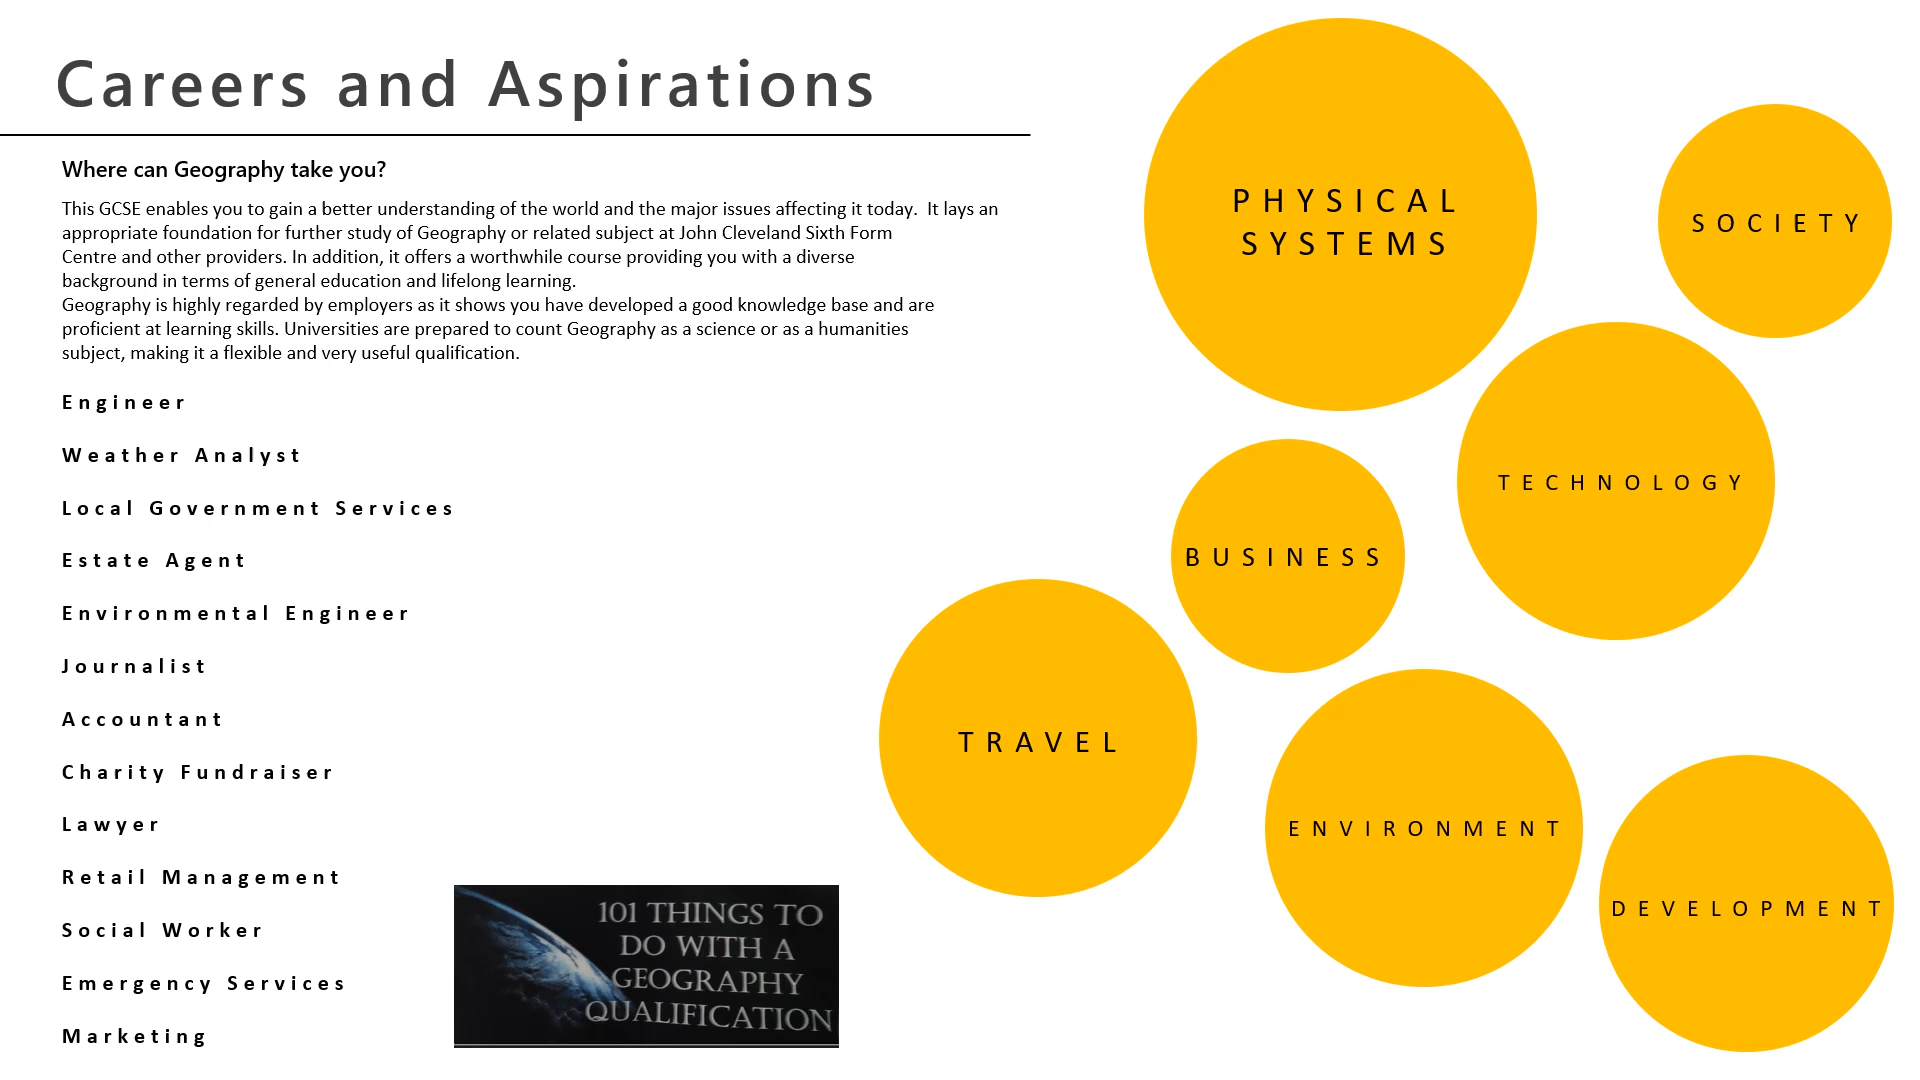 Careers and Aspirations
Where can Geography take you?
This GCSE enables you to gain a better understanding of the world and the major issues affecting it today.  It lays an
appropriate foundation for further study of Geography or related subject at John Cleveland Sixth Form
Centre and other providers. In addition, it offers a worthwhile course providing you with a diverse
background in terms of general education and lifelong learning.
Geography is highly regarded by employers as it shows you have developed a good knowledge base and are
proficient at learning skills. Universities are prepared to count Geography as a science or as a humanities
subject, making it a flexible and very useful qualification.
Engineer
Weather Analyst
Local Government Services
Estate Agent
Environmental Engineer
Journalist
Accountant
Charity Fundraiser
Lawyer
Retail Management
Social Worker
Emergency Services
Marketing
101 THINGS TO
DO WITH A
GEOGRAPHY
QUALIFICATION
PHYSICAL
SYSTEMS
SOCIETY
TECHNOLOGY
BUSINESS
TRAVEL
ENVIRONMENT
DEVELOPMENT